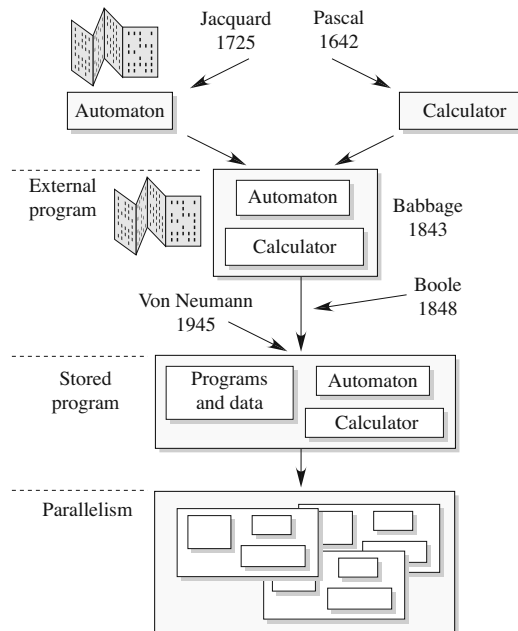 Jacquard
1725
Pascal
1642
Automaton
Calculator
External
program
Automaton
Calculator
Babbage
1843
Boole
1848
Von Neumann
1945
Stored
program
Programs
and data
Automaton
Calculator
Parallelism